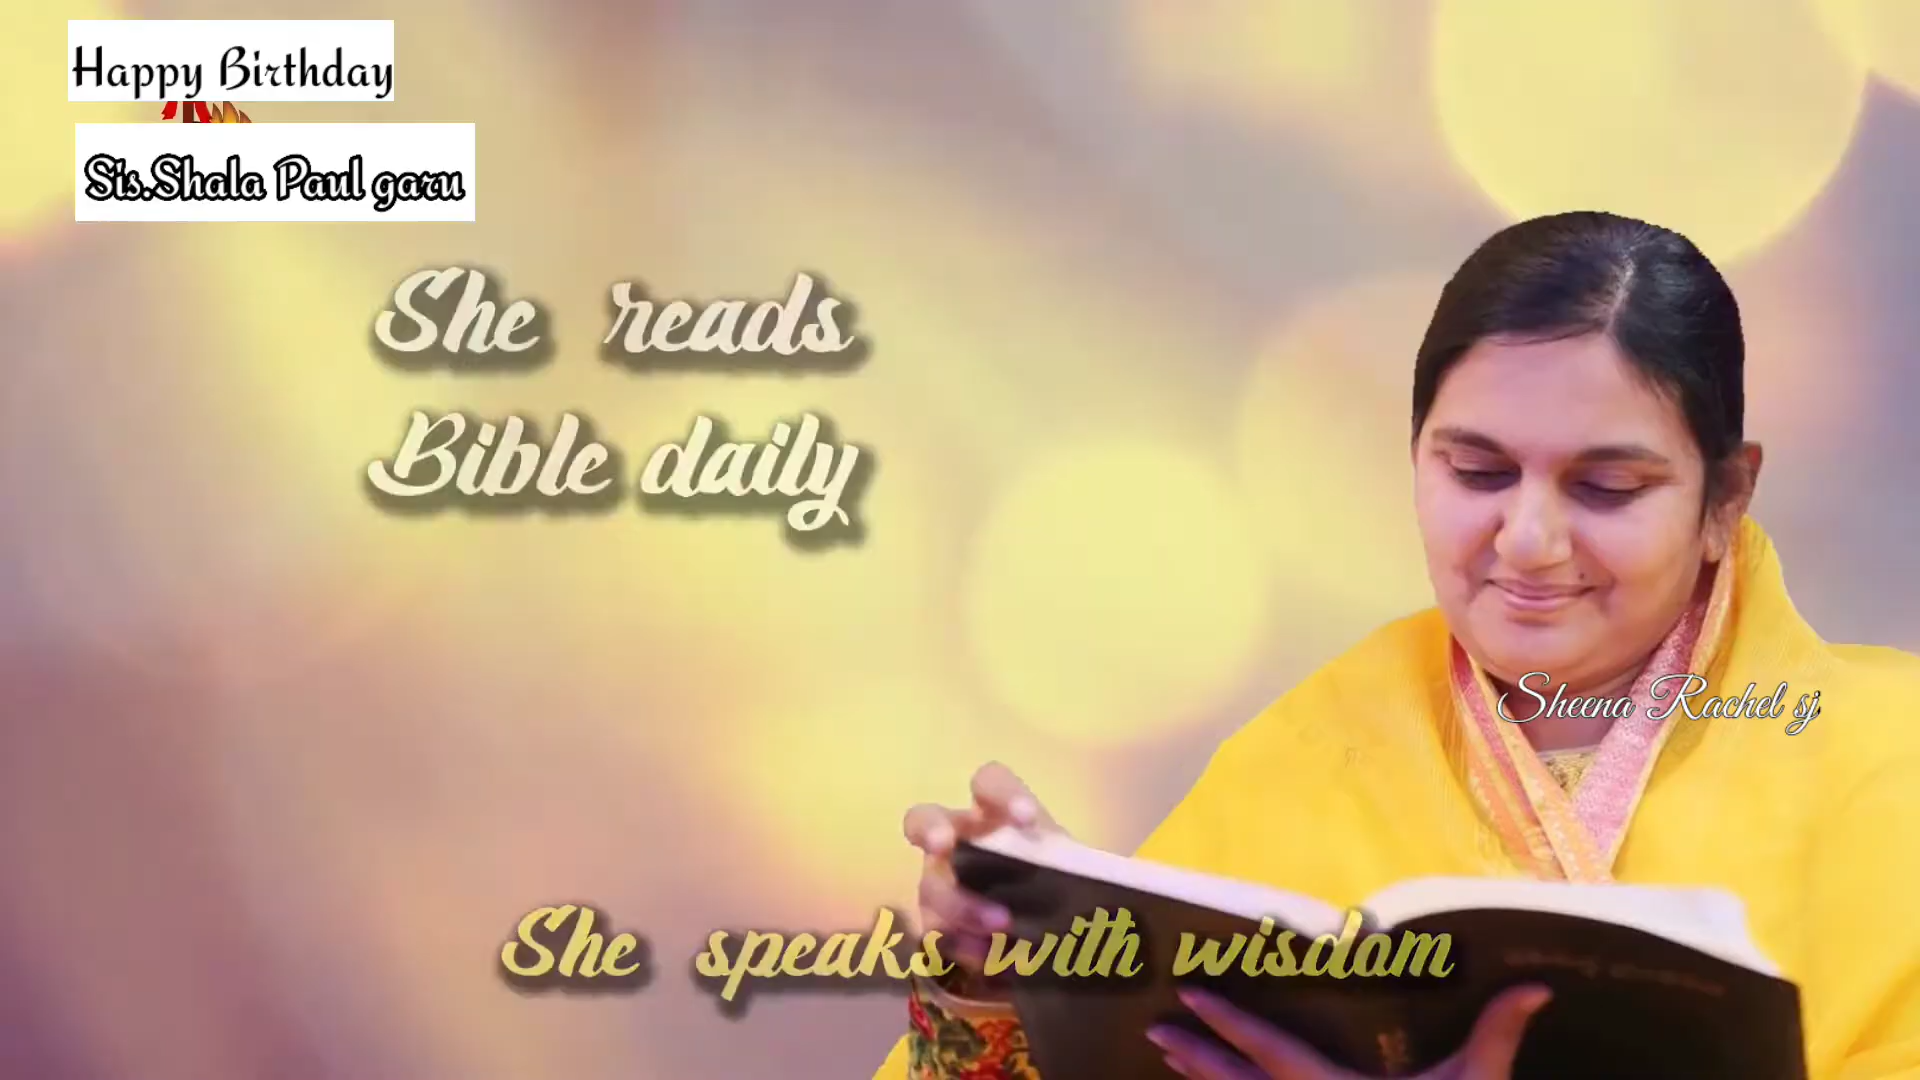 Happy Birthday
Sis.Shala Paul garu
She reads
Bible daily
Sheena Rachel sj
She speaks with wisdom